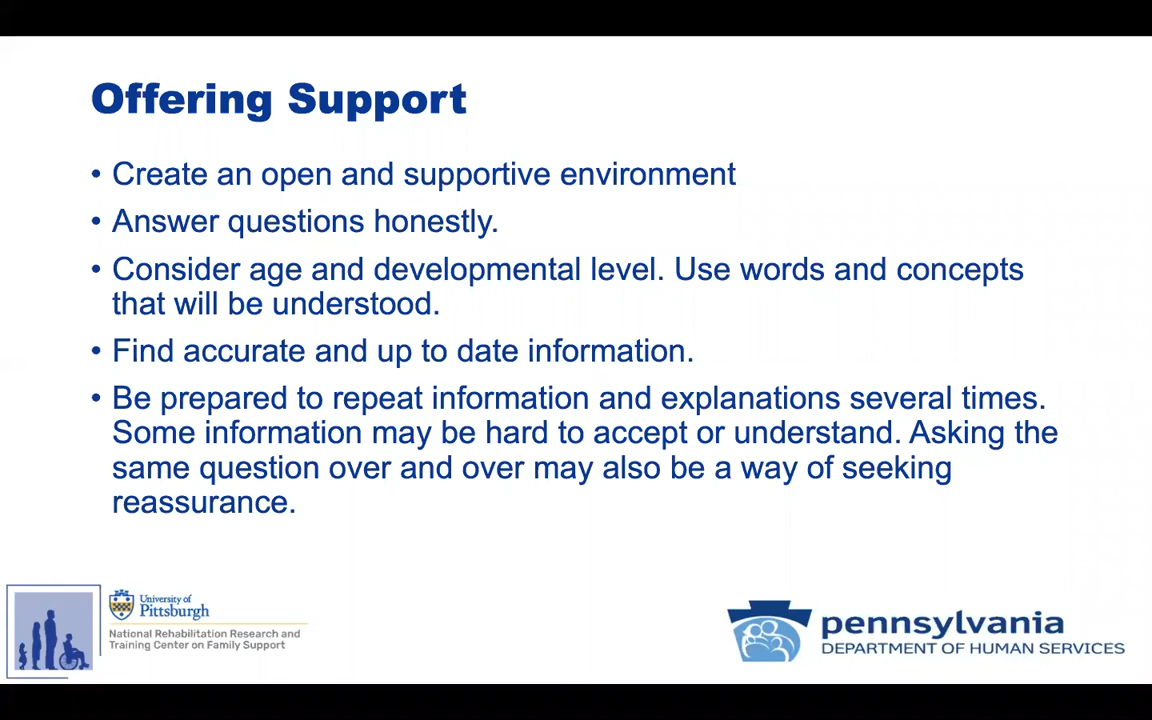 Offering Support
• Create an open and supportive environment
• Answer questions honestly.
• Consider age and developmental level. Use words and concepts
that will be understood.
• Find accurate and up to date information.
• Be prepared to repeat information and explanations several times.
Some information may be hard to accept or understand. Asking the
same question over and over may also be a way of seeking
reassurance.
University of
Pittsburgh
National Rehabilitation Research and
Training Center on Family Support
pennsylvania
DEPARTMENT OF HUMAN SERVICES